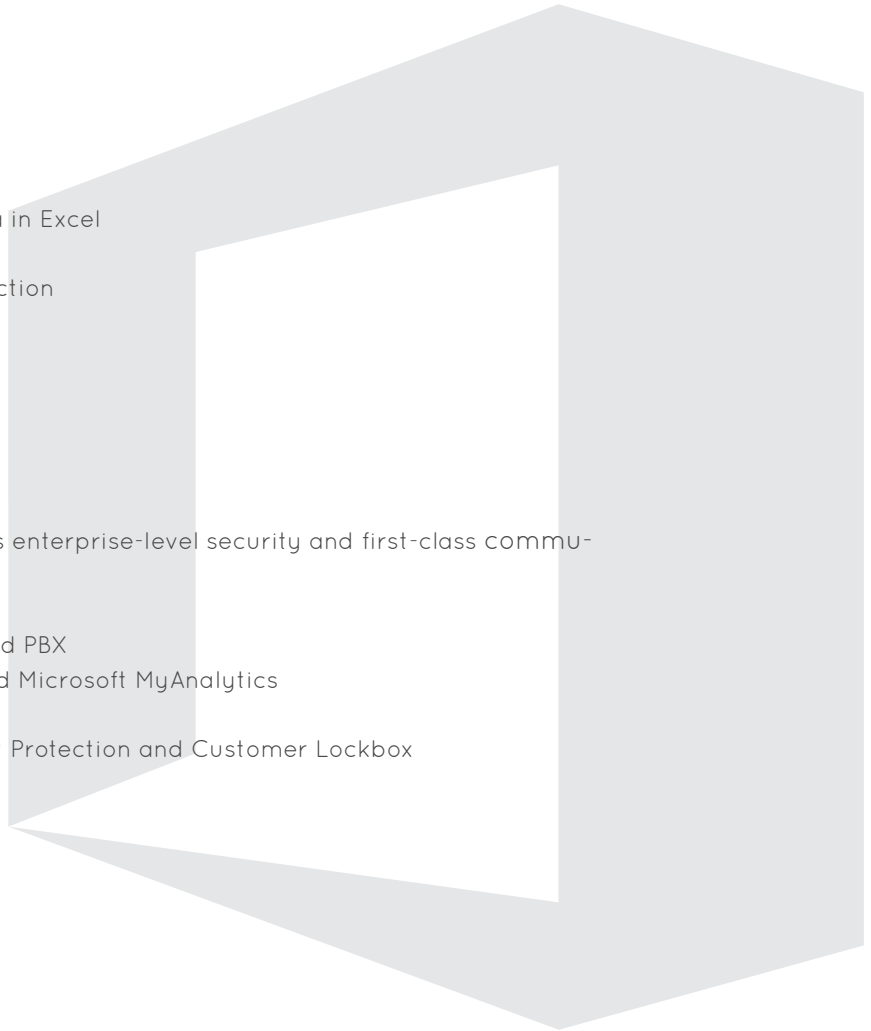 in Excel
ction
s enterprise-level security and first-class commu-
d PBX
d Microsoft MyAnalytics
Protection and Customer Lockbox